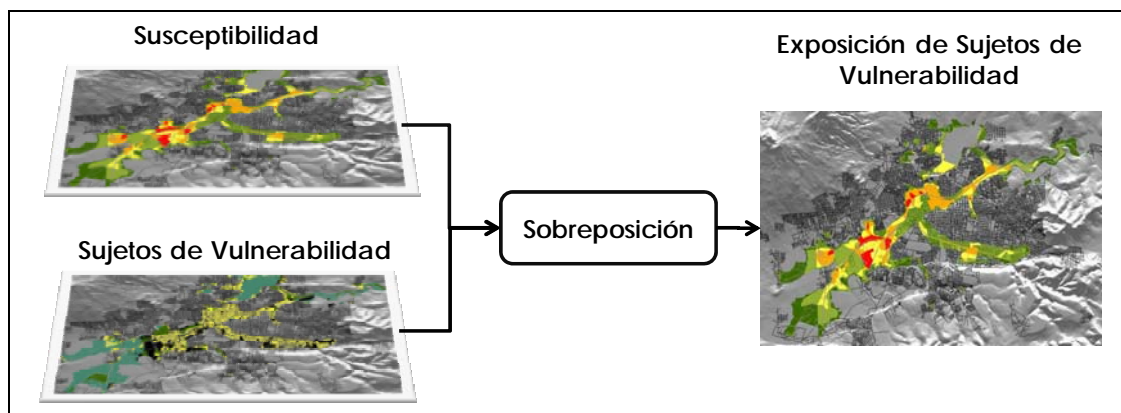 Susceptibilidad
Sujetos de Vulnerabilidad
Sobreposición
Exposición de Sujetos de
Vulnerabilidad